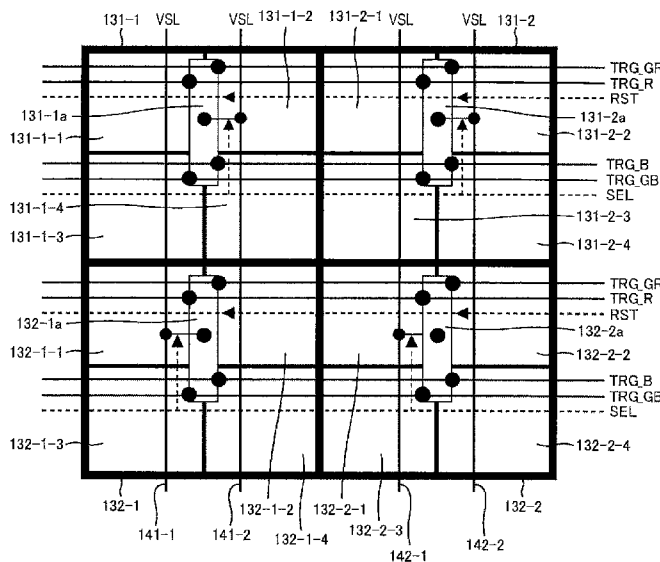 131-1 VSL VSL 131-1-2 131-2-1 VSL VSL 131-2
TRG_GR
TRG_R
RST
131-1a 131-2a
131-1-1 131-2-2
TRG_B
TRG_GB
SEL
131-1-4 131-2-3
131-1-3 131-2-4
TRG_GR
TRG_R
RST
132-1a 132-2a
132-1-1 132-2-2
TRG_B
TRG_GB
SEL
132-1-3 132-2-4
132-1 132-1-2 132-2-1 132-2
141-1 141-2 132-1-4 132-2-3 142-1 142-2